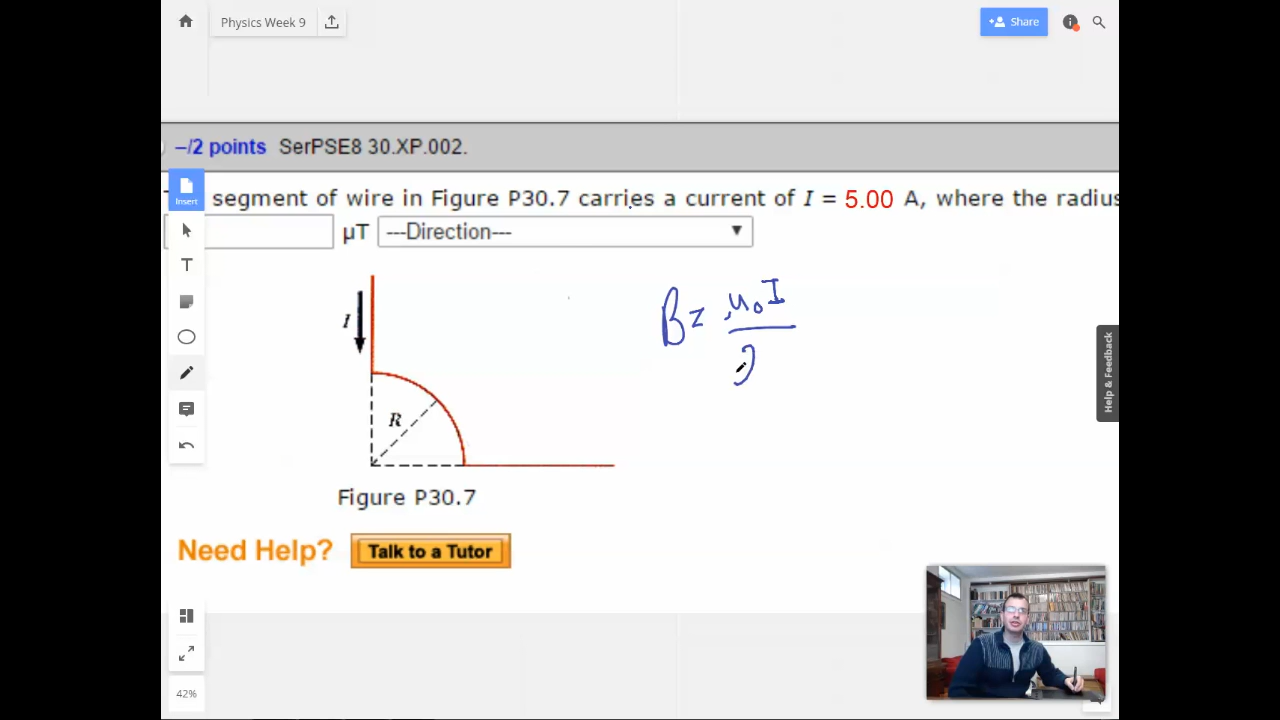 Physics Week 9
Share
–/2 points SerPSE8 30.XP.002.
segment of wire in Figure P30.7 carries a current of I = 5.00 A, where the radius
Insert
µT ---Direction---
T
B = µ₀I
2
I
R
Figure P30.7
Need Help? Talk to a Tutor
Help & Feedback
42%